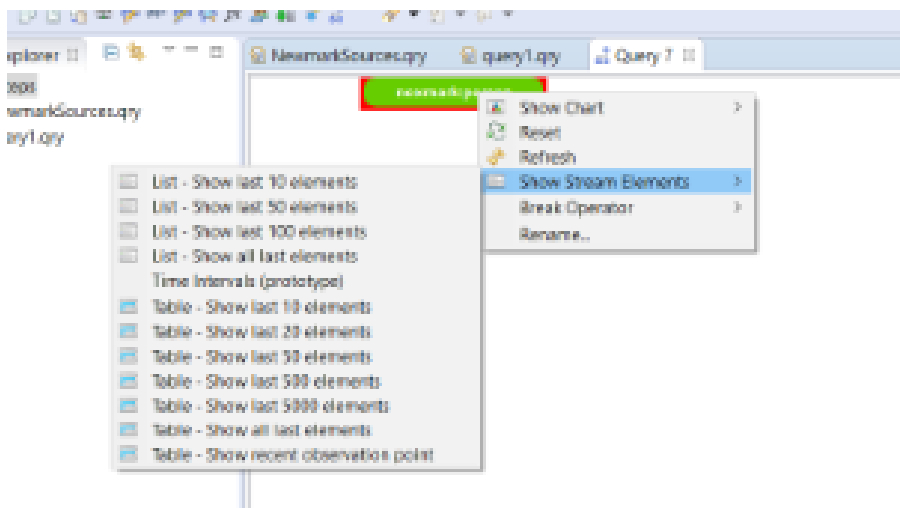 xplorer
NewmarkSources.qry
query1.qry
Query 7
teps
wmarkSources.qry
ery1.qry
Show Chart
Reset
Refresh
Show Stream Elements
Break Operator
Rename...
List - Show last 10 elements
List - Show last 50 elements
List - Show last 100 elements
List - Show all last elements
Time Intervals (prototype)
Table - Show last 10 elements
Table - Show last 20 elements
Table - Show last 50 elements
Table - Show last 500 elements
Table - Show last 5000 elements
Table - Show all last elements
Table - Show recent observation point